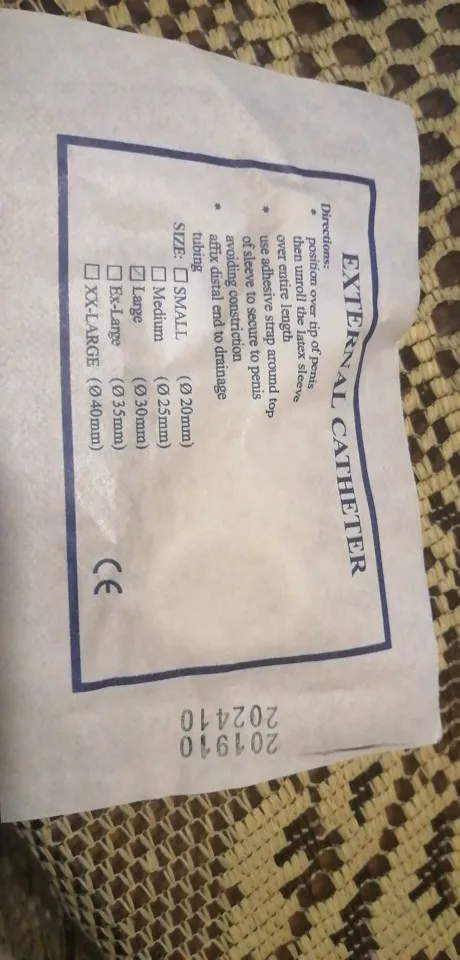 EXTERNAL CATHETER
Directions:
* position over tip of penis
then unroll the latex sleeve
over entire length
* use adhesive strap around top
of sleeve to secure to penis
avoiding constriction
* affix distal end to drainage
tubing
SIZE: ☐ SMALL (Ø 20mm)
☐ Medium (Ø 25mm)
☑ Large (Ø 30mm)
☐ Ex-Large (Ø 35mm)
☐ XX-LARGE (Ø 40mm)
CE
201910
202410